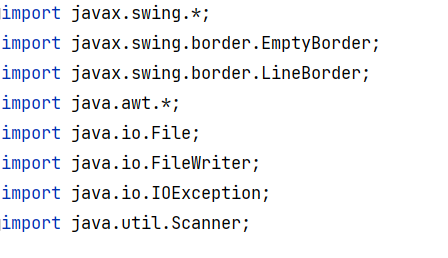 import javax.swing.*;
import javax.swing.border.EmptyBorder;
import javax.swing.border.LineBorder;
import java.awt.*;
import java.io.File;
import java.io.FileWriter;
import java.io.IOException;
import java.util.Scanner;